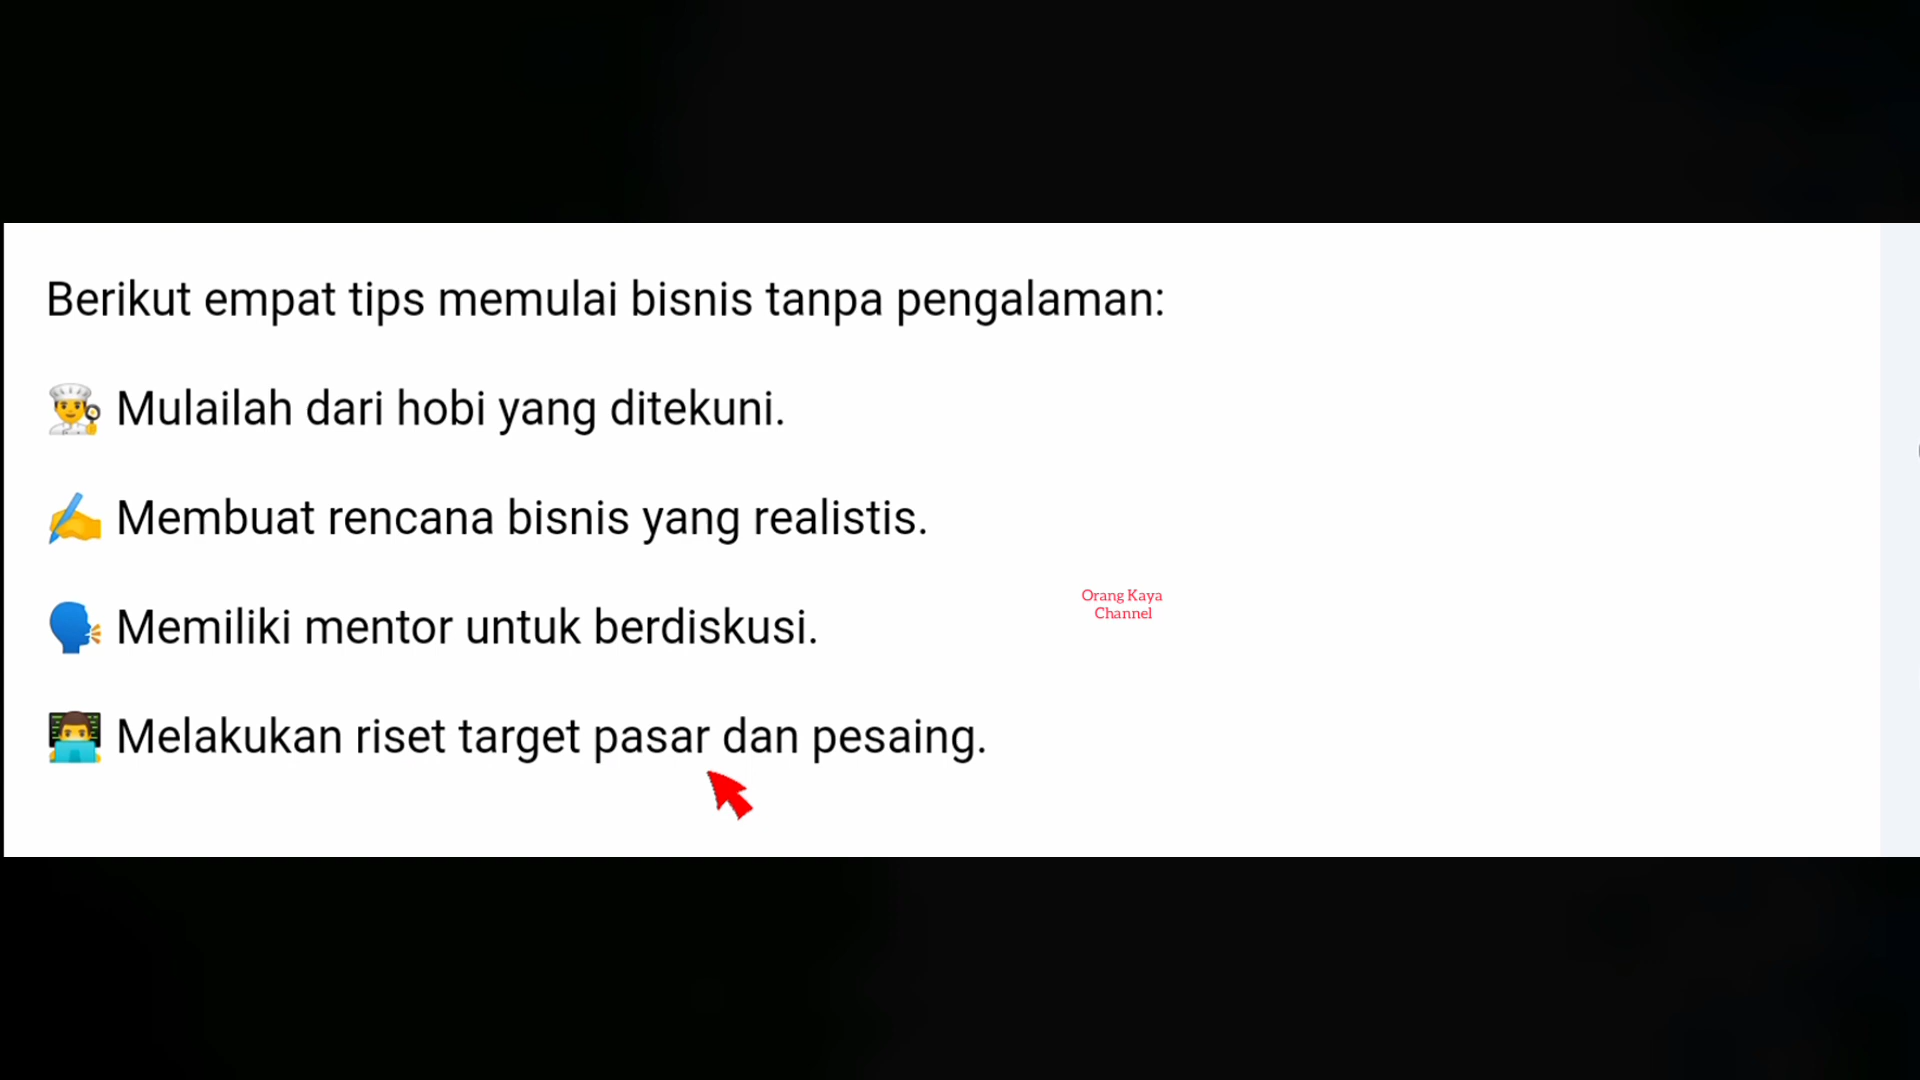 Berikut empat tips memulai bisnis tanpa pengalaman:
👨‍🍳 Mulailah dari hobi yang ditekuni.
✍️ Membuat rencana bisnis yang realistis.
🗣️ Memiliki mentor untuk berdiskusi.
👨‍💻 Melakukan riset target pasar dan pesaing.
Orang Kaya
Channel